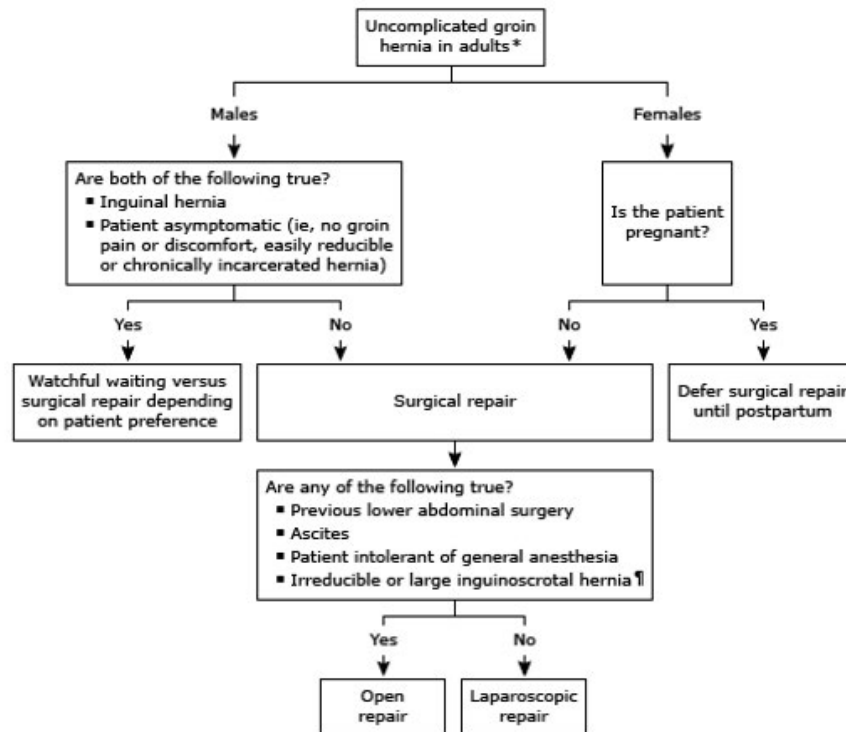 Uncomplicated groin
hernia in adults*
Males
Females
Are both of the following true?
▪ Inguinal hernia
▪ Patient asymptomatic (ie, no groin
pain or discomfort, easily reducible
or chronically incarcerated hernia)
Is the patient
pregnant?
Yes
No
No
Yes
Watchful waiting versus
surgical repair depending
on patient preference
Surgical repair
Defer surgical repair
until postpartum
Are any of the following true?
▪ Previous lower abdominal surgery
▪ Ascites
▪ Patient intolerant of general anesthesia
▪ Irreducible or large inguinoscrotal hernia¶
Yes
No
Open
repair
Laparoscopic
repair